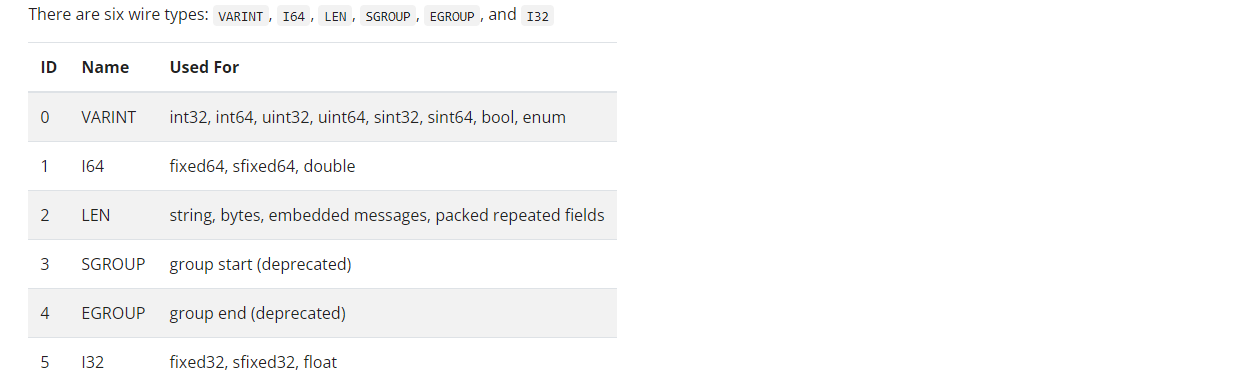 There are six wire types: VARINT, I64, LEN, SGROUP, EGROUP, and I32
ID Name Used For
0 VARINT int32, int64, uint32, uint64, sint32, sint64, bool, enum
1 I64 fixed64, sfixed64, double
2 LEN string, bytes, embedded messages, packed repeated fields
3 SGROUP group start (deprecated)
4 EGROUP group end (deprecated)
5 I32 fixed32, sfixed32, float